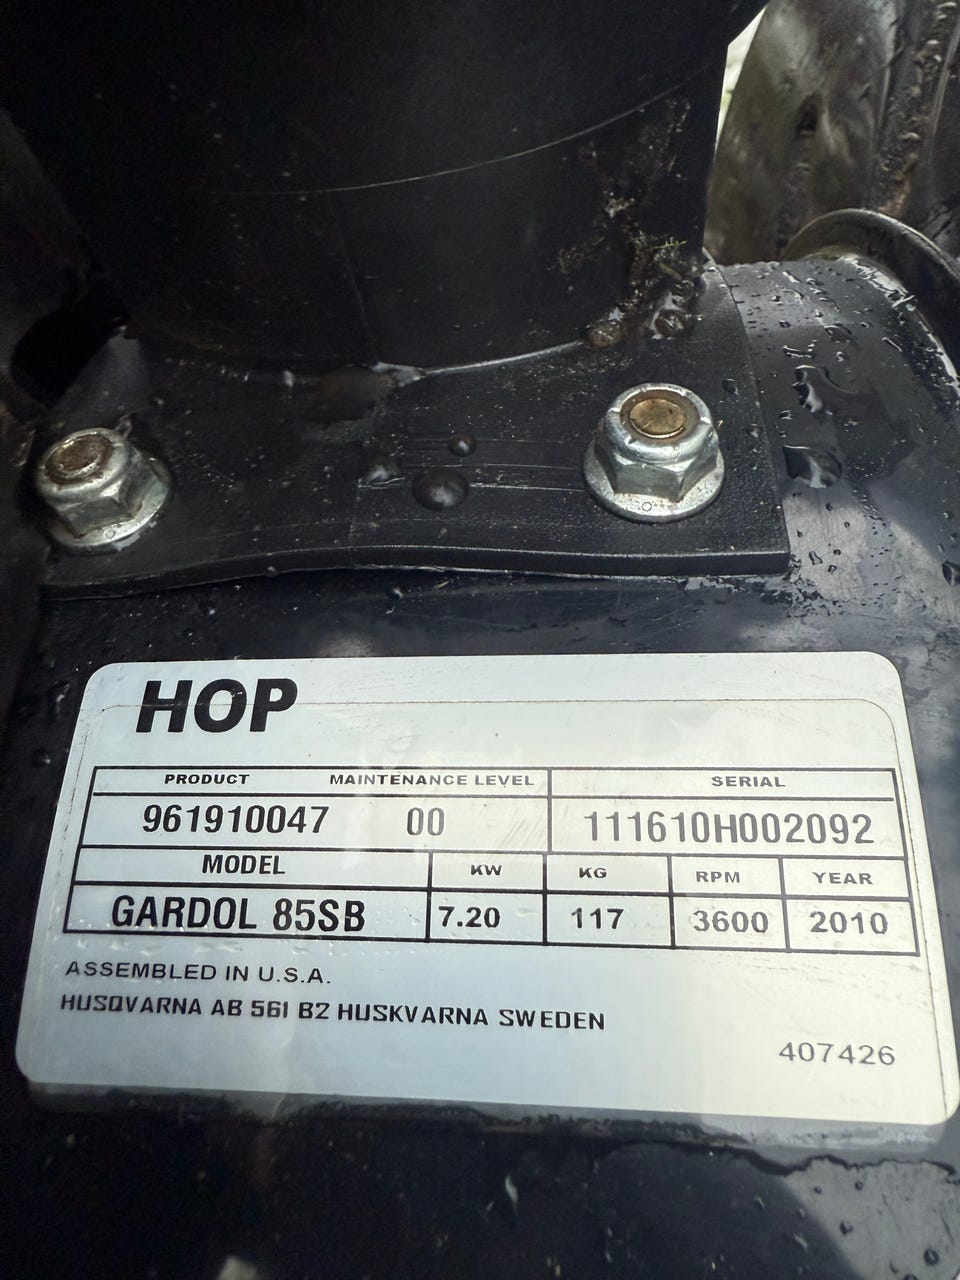 HOP
PRODUCT MAINTENANCE LEVEL SERIAL
961910047 00 111610H002092
MODEL KW KG RPM YEAR
GARDOL 85SB 7.20 117 3600 2010
ASSEMBLED IN U.S.A.
HUSQVARNA AB 561 82 HUSKVARNA SWEDEN
407426